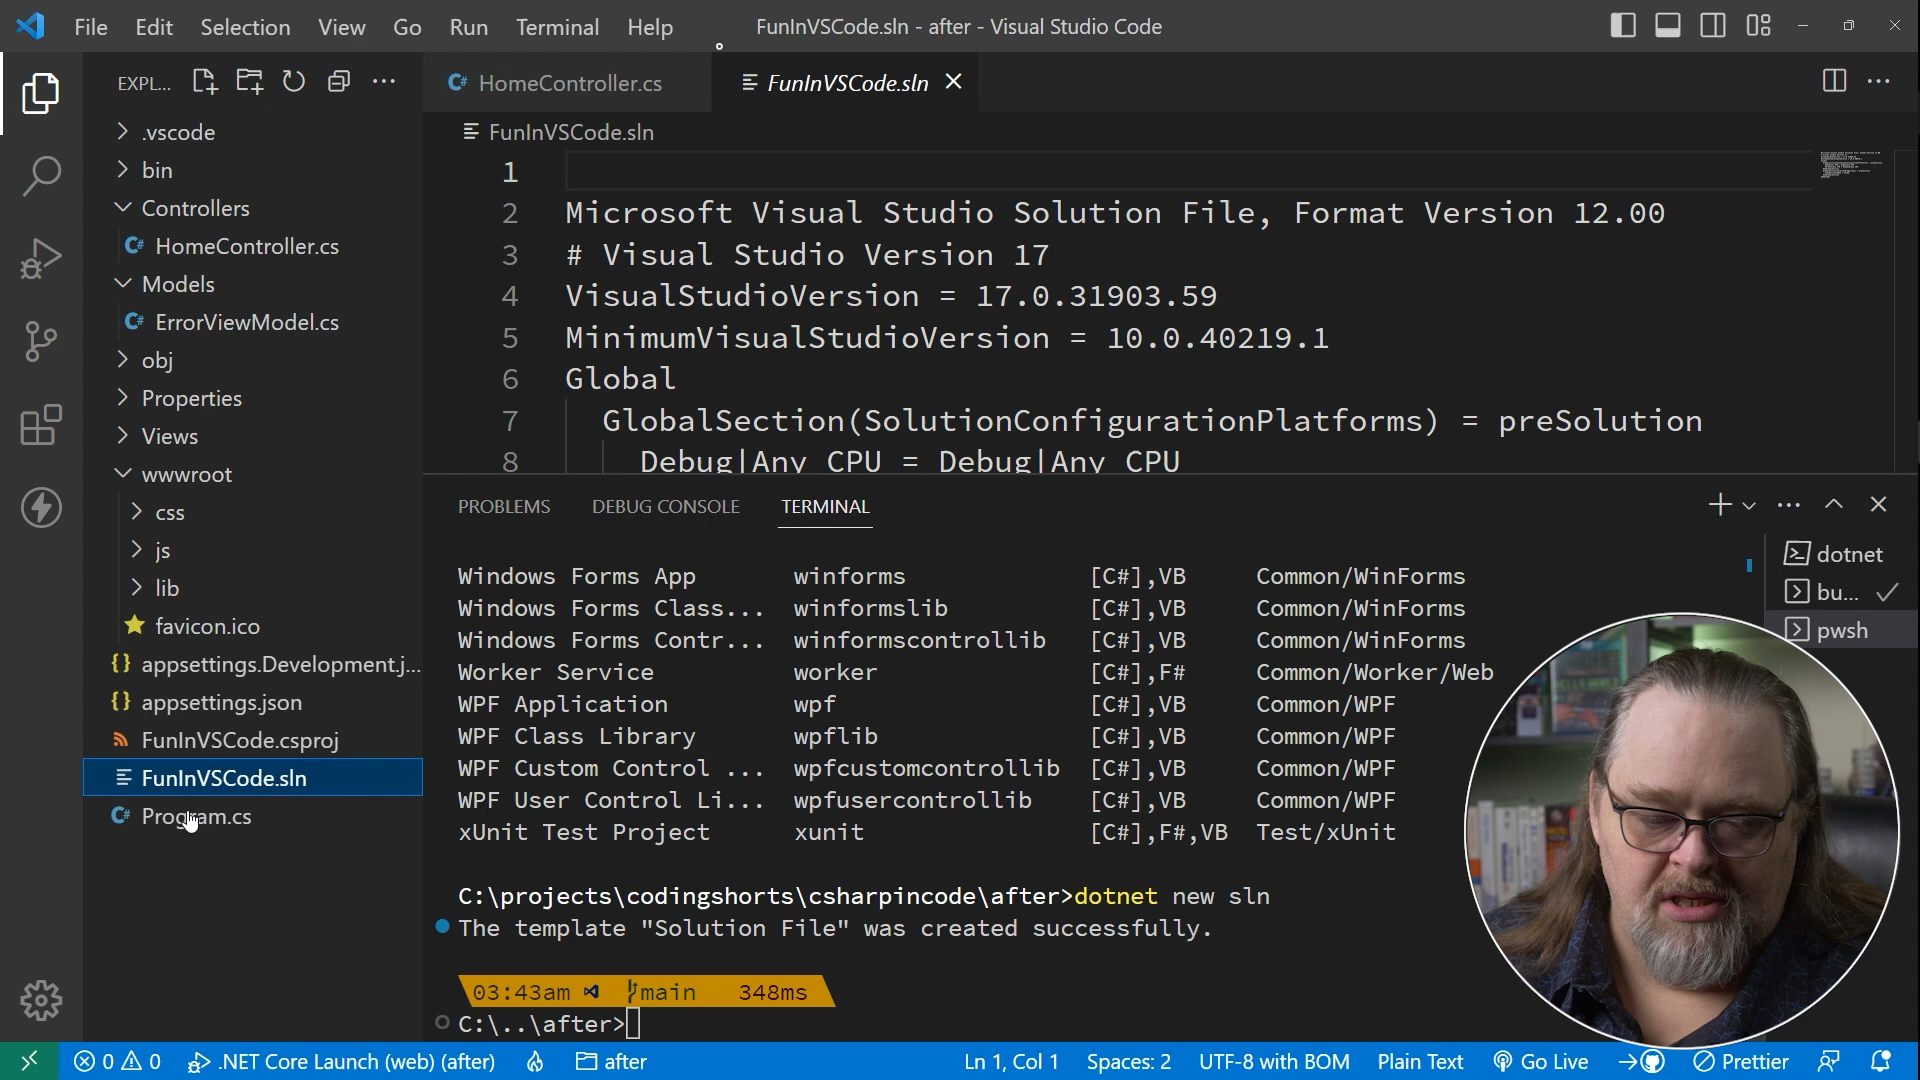 File Edit Selection View Go Run Terminal Help
FunInVSCode.sln - after - Visual Studio Code
EXPL...
.vscode
bin
Controllers
HomeController.cs
Models
ErrorViewModel.cs
obj
Properties
Views
wwwroot
css
js
lib
favicon.ico
appsettings.Development.j...
appsettings.json
FunInVSCode.csproj
FunInVSCode.sln
Program.cs
HomeController.cs
FunInVSCode.sln
FunInVSCode.sln
1
2 Microsoft Visual Studio Solution File, Format Version 12.00
3 # Visual Studio Version 17
4 VisualStudioVersion = 17.0.31903.59
5 MinimumVisualStudioVersion = 10.0.40219.1
6 Global
7 GlobalSection(SolutionConfigurationPlatforms) = preSolution
8 Debug|Any CPU = Debug|Any CPU
PROBLEMS DEBUG CONSOLE TERMINAL
Windows Forms App winforms [C#],VB Common/WinForms
Windows Forms Class... winformslib [C#],VB Common/WinForms
Windows Forms Contr... winformscontrollib [C#],VB Common/WinForms
Worker Service worker [C#],F# Common/Worker/Web
WPF Application wpf [C#],VB Common/WPF
WPF Class Library wpflib [C#],VB Common/WPF
WPF Custom Control ... wpfcustomcontrollib [C#],VB Common/WPF
WPF User Control Li... wpfusercontrollib [C#],VB Common/WPF
xUnit Test Project xunit [C#],F#,VB Test/xUnit
C:\projects\codingshorts\csharpincode\after>dotnet new sln
The template "Solution File" was created successfully.
03:43am main 348ms
C:\..\after>
dotnet
bu...
pwsh
0 0 .NET Core Launch (web) (after) after
Ln 1, Col 1 Spaces: 2 UTF-8 with BOM Plain Text Go Live Prettier